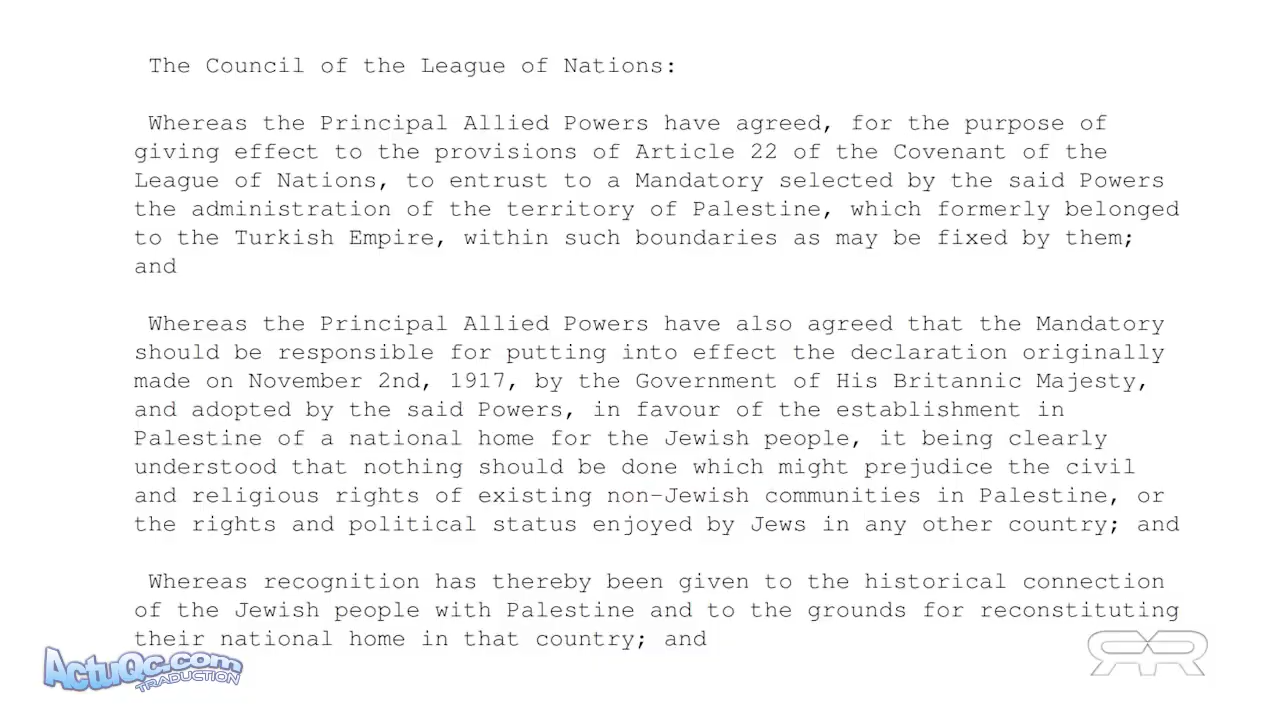 The Council of the League of Nations:
Whereas the Principal Allied Powers have agreed, for the purpose of
giving effect to the provisions of Article 22 of the Covenant of the
League of Nations, to entrust to a Mandatory selected by the said Powers
the administration of the territory of Palestine, which formerly belonged
to the Turkish Empire, within such boundaries as may be fixed by them;
and
Whereas the Principal Allied Powers have also agreed that the Mandatory
should be responsible for putting into effect the declaration originally
made on November 2nd, 1917, by the Government of His Britannic Majesty,
and adopted by the said Powers, in favour of the establishment in
Palestine of a national home for the Jewish people, it being clearly
understood that nothing should be done which might prejudice the civil
and religious rights of existing non-Jewish communities in Palestine, or
the rights and political status enjoyed by Jews in any other country; and
Whereas recognition has thereby been given to the historical connection
of the Jewish people with Palestine and to the grounds for reconstituting
their national home in that country; and
ActuQc.com
TRADUCTION
RR